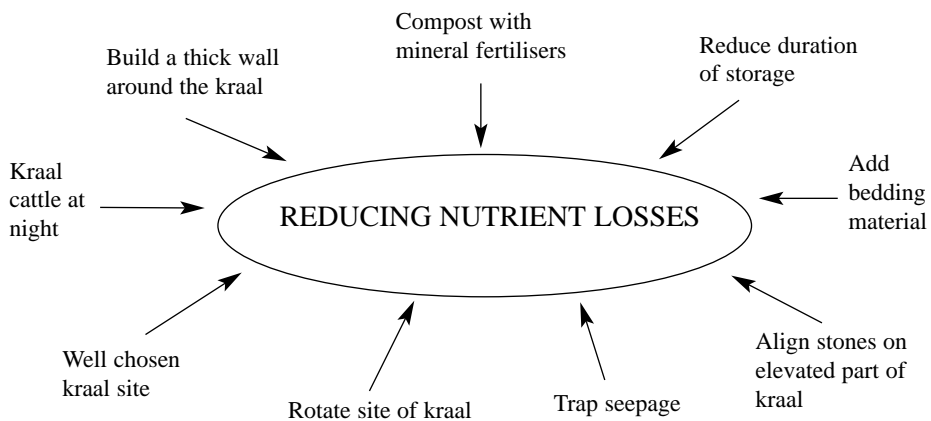 Compost with
mineral fertilisers
Build a thick wall
around the kraal
Reduce duration
of storage
Kraal
cattle at
night
REDUCING NUTRIENT LOSSES
Add
bedding
material
Well chosen
kraal site
Rotate site of kraal
Trap seepage
Align stones on
elevated part of
kraal